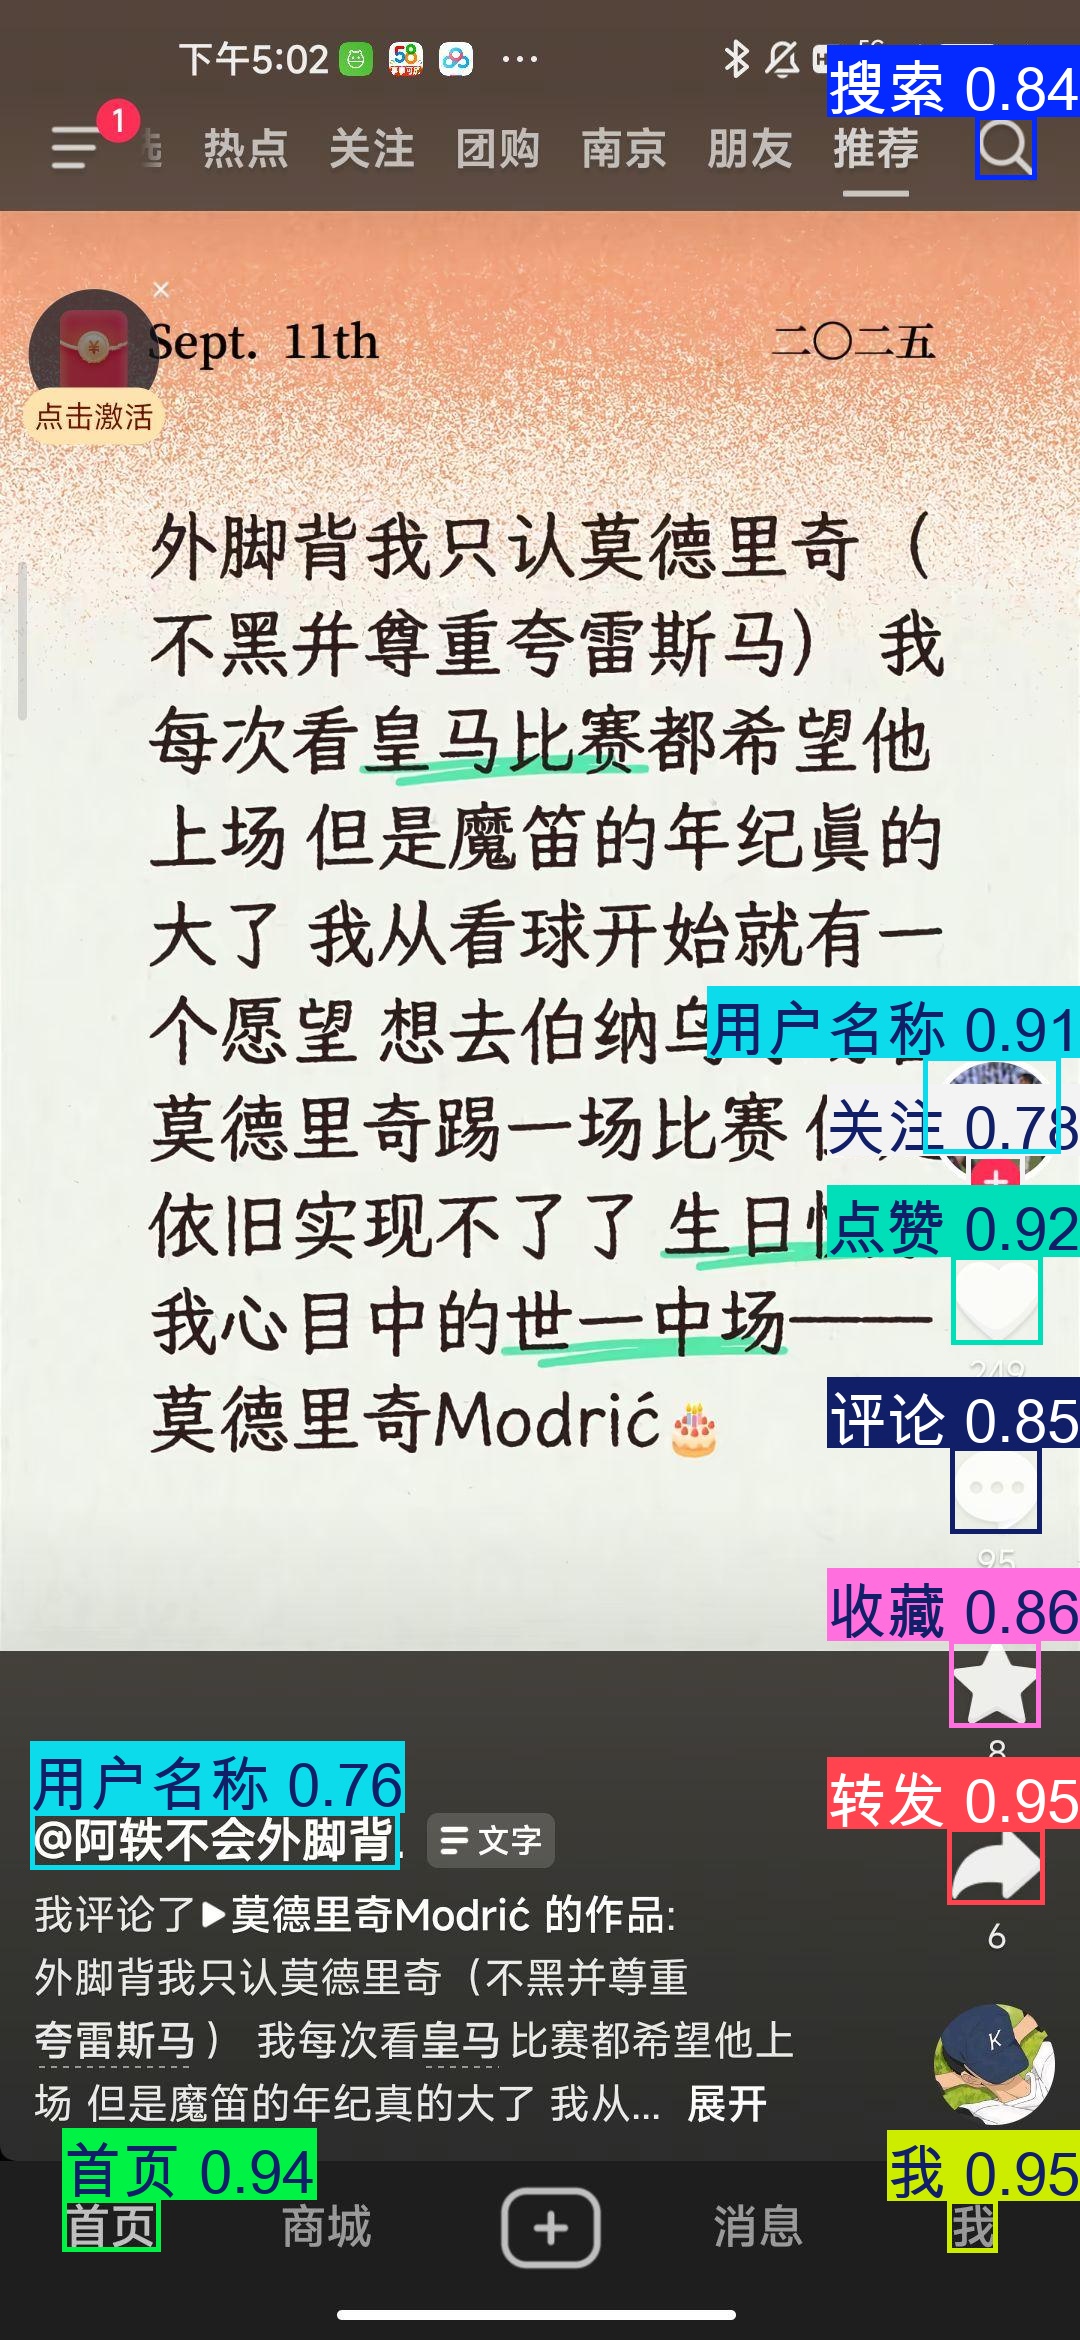 下午5:02
58
搜索 0.84
1
热点 关注 团购 南京 朋友 推荐
Sept. 11th 二〇二五
点击激活
外脚背我只认莫德里奇（
不黑并尊重夸雷斯马） 我
每次看皇马比赛都希望他
上场 但是魔笛的年纪真的
大了 我从看球开始就有一
个愿望 想去伯纳乌
用户名称 0.91
莫德里奇踢一场比赛
关注 0.78
依旧实现不了了 生日
点赞 0.92
我心目中的世一中场——
249
莫德里奇Modrić🎂
评论 0.85
95
收藏 0.86
8
用户名称 0.76
转发 0.95
@阿轶不会外脚背. 文字
我评论了▶莫德里奇Modrić 的作品:
6
外脚背我只认莫德里奇（不黑并尊重
夸雷斯马） 我每次看皇马比赛都希望他上
K
场 但是魔笛的年纪真的大了 我从... 展开
首页 0.94
我 0.95
首页 商城 消息 我